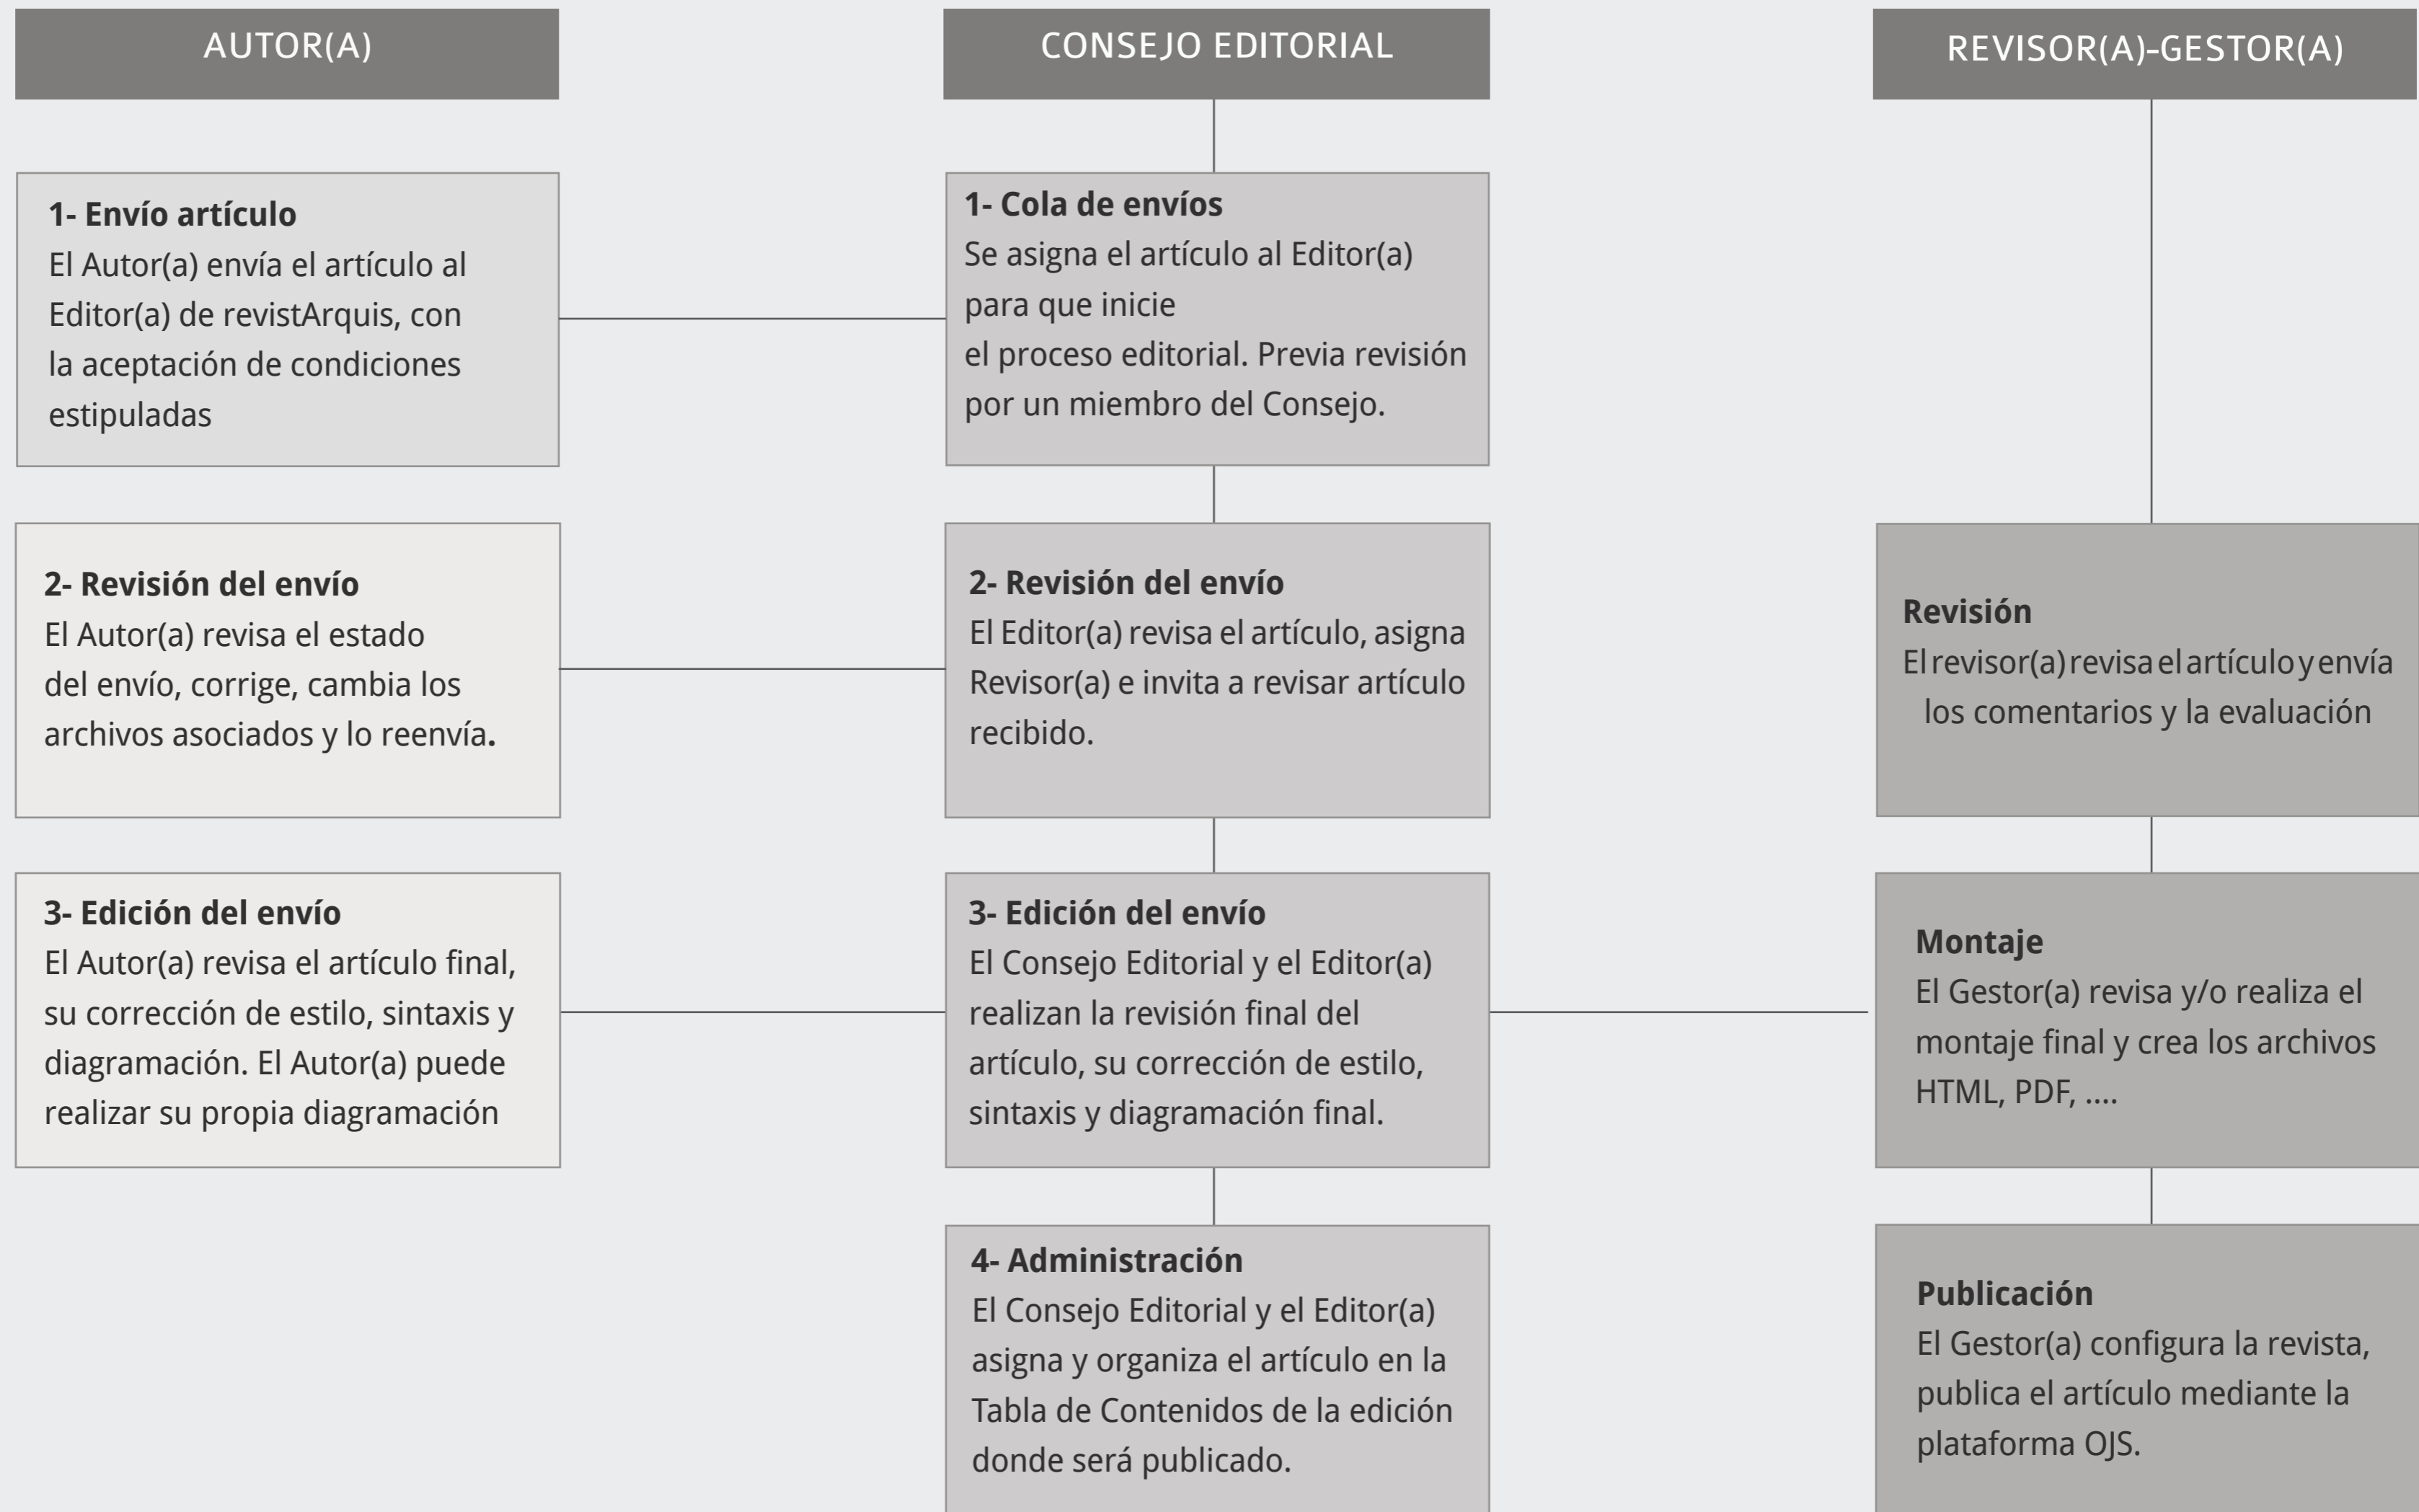 AUTOR(A)
CONSEJO EDITORIAL
REVISOR(A)-GESTOR(A)
1- Envío artículo
El Autor(a) envía el artículo al
Editor(a) de revistArquis, con
la aceptación de condiciones
estipuladas
1- Cola de envíos
Se asigna el artículo al Editor(a)
para que inicie
el proceso editorial. Previa revisión
por un miembro del Consejo.
2- Revisión del envío
El Autor(a) revisa el estado
del envío, corrige, cambia los
archivos asociados y lo reenvía.
2- Revisión del envío
El Editor(a) revisa el artículo, asigna
Revisor(a) e invita a revisar artículo
recibido.
Revisión
El revisor(a) revisa el artículo y envía
los comentarios y la evaluación
3- Edición del envío
El Autor(a) revisa el artículo final,
su corrección de estilo, sintaxis y
diagramación. El Autor(a) puede
realizar su propia diagramación
3- Edición del envío
El Consejo Editorial y el Editor(a)
realizan la revisión final del
artículo, su corrección de estilo,
sintaxis y diagramación final.
Montaje
El Gestor(a) revisa y/o realiza el
montaje final y crea los archivos
HTML, PDF, ....
4- Administración
El Consejo Editorial y el Editor(a)
asigna y organiza el artículo en la
Tabla de Contenidos de la edición
donde será publicado.
Publicación
El Gestor(a) configura la revista,
publica el artículo mediante la
plataforma OJS.